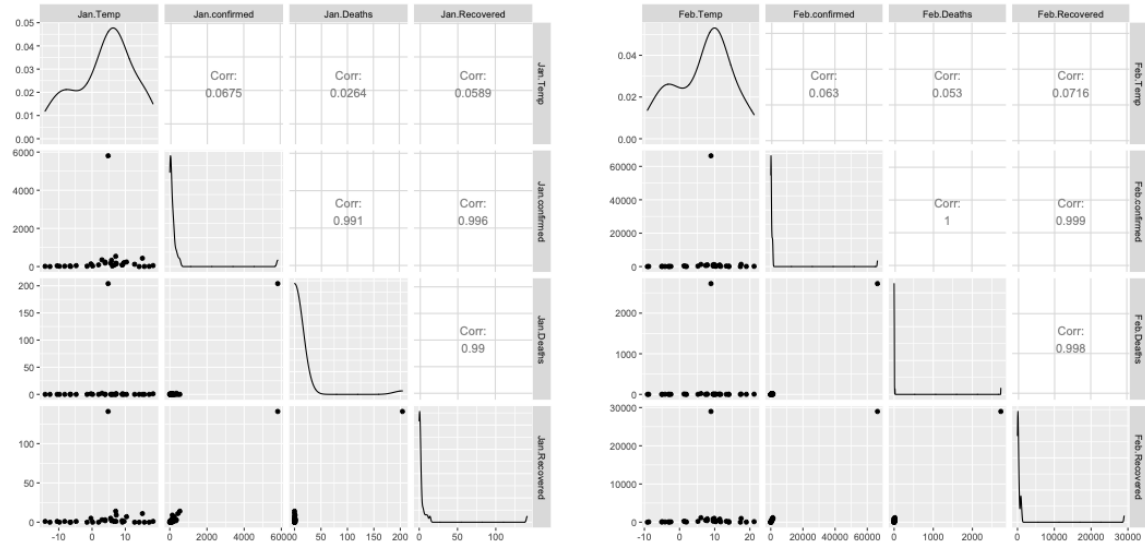 Jan.Temp Jan.confirmed Jan.Deaths Jan.Recovered
0.05
0.04
0.03
0.02
0.01
0.00
Corr:
0.0675
Corr:
0.0264
Corr:
0.0589
Jan.Temp
6000
4000
2000
0
Corr:
0.991
Corr:
0.996
Jan.confirmed
200
150
100
50
0
Corr:
0.99
Jan.Deaths
150
100
50
0
Jan.Recovered
-10 0 10 0 2000 4000 6000 0 50 100 150 200 0 50 100
Feb.Temp Feb.confirmed Feb.Deaths Feb.Recovered
0.04
0.02
0.00
Corr:
0.063
Corr:
0.053
Corr:
0.0716
Feb.Temp
60000
40000
20000
0
Corr:
1
Corr:
0.999
Feb.confirmed
2000
1000
0
Corr:
0.998
Feb.Deaths
30000
20000
10000
0
Feb.Recovered
-10 0 10 20 0 20000 40000 60000 0 1000 2000 0 10000 20000 30000